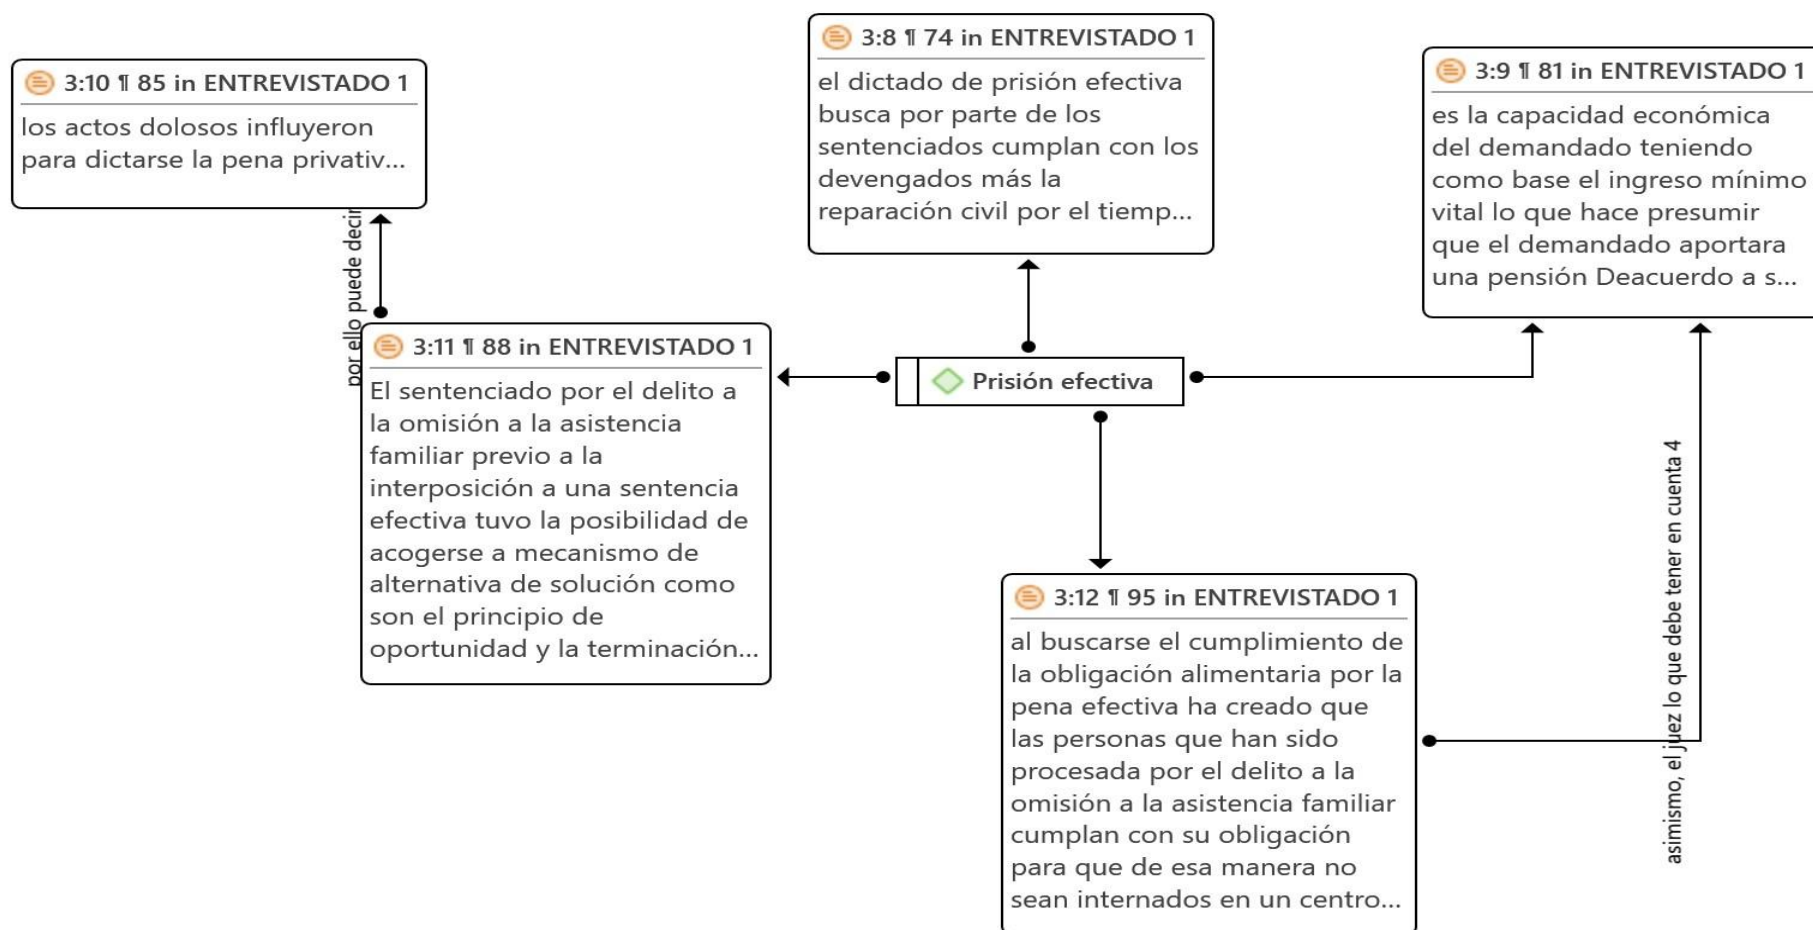 3:10 ¶ 85 in ENTREVISTADO 1
los actos dolosos influyeron
para dictarse la pena privativ...
3:8 ¶ 74 in ENTREVISTADO 1
el dictado de prisión efectiva
busca por parte de los
sentenciados cumplan con los
devengados más la
reparación civil por el tiemp...
3:9 ¶ 81 in ENTREVISTADO 1
es la capacidad económica
del demandado teniendo
como base el ingreso mínimo
vital lo que hace presumir
que el demandado aportara
una pensión Deacuerdo a s...
por ello puede decir
3:11 ¶ 88 in ENTREVISTADO 1
El sentenciado por el delito a
la omisión a la asistencia
familiar previo a la
interposición a una sentencia
efectiva tuvo la posibilidad de
acogerse a mecanismo de
alternativa de solución como
son el principio de
oportunidad y la terminación...
Prisión efectiva
3:12 ¶ 95 in ENTREVISTADO 1
al buscarse el cumplimiento de
la obligación alimentaria por la
pena efectiva ha creado que
las personas que han sido
procesada por el delito a la
omisión a la asistencia familiar
cumplan con su obligación
para que de esa manera no
sean internados en un centro...
asimismo, el juez lo que debe tener en cuenta 4